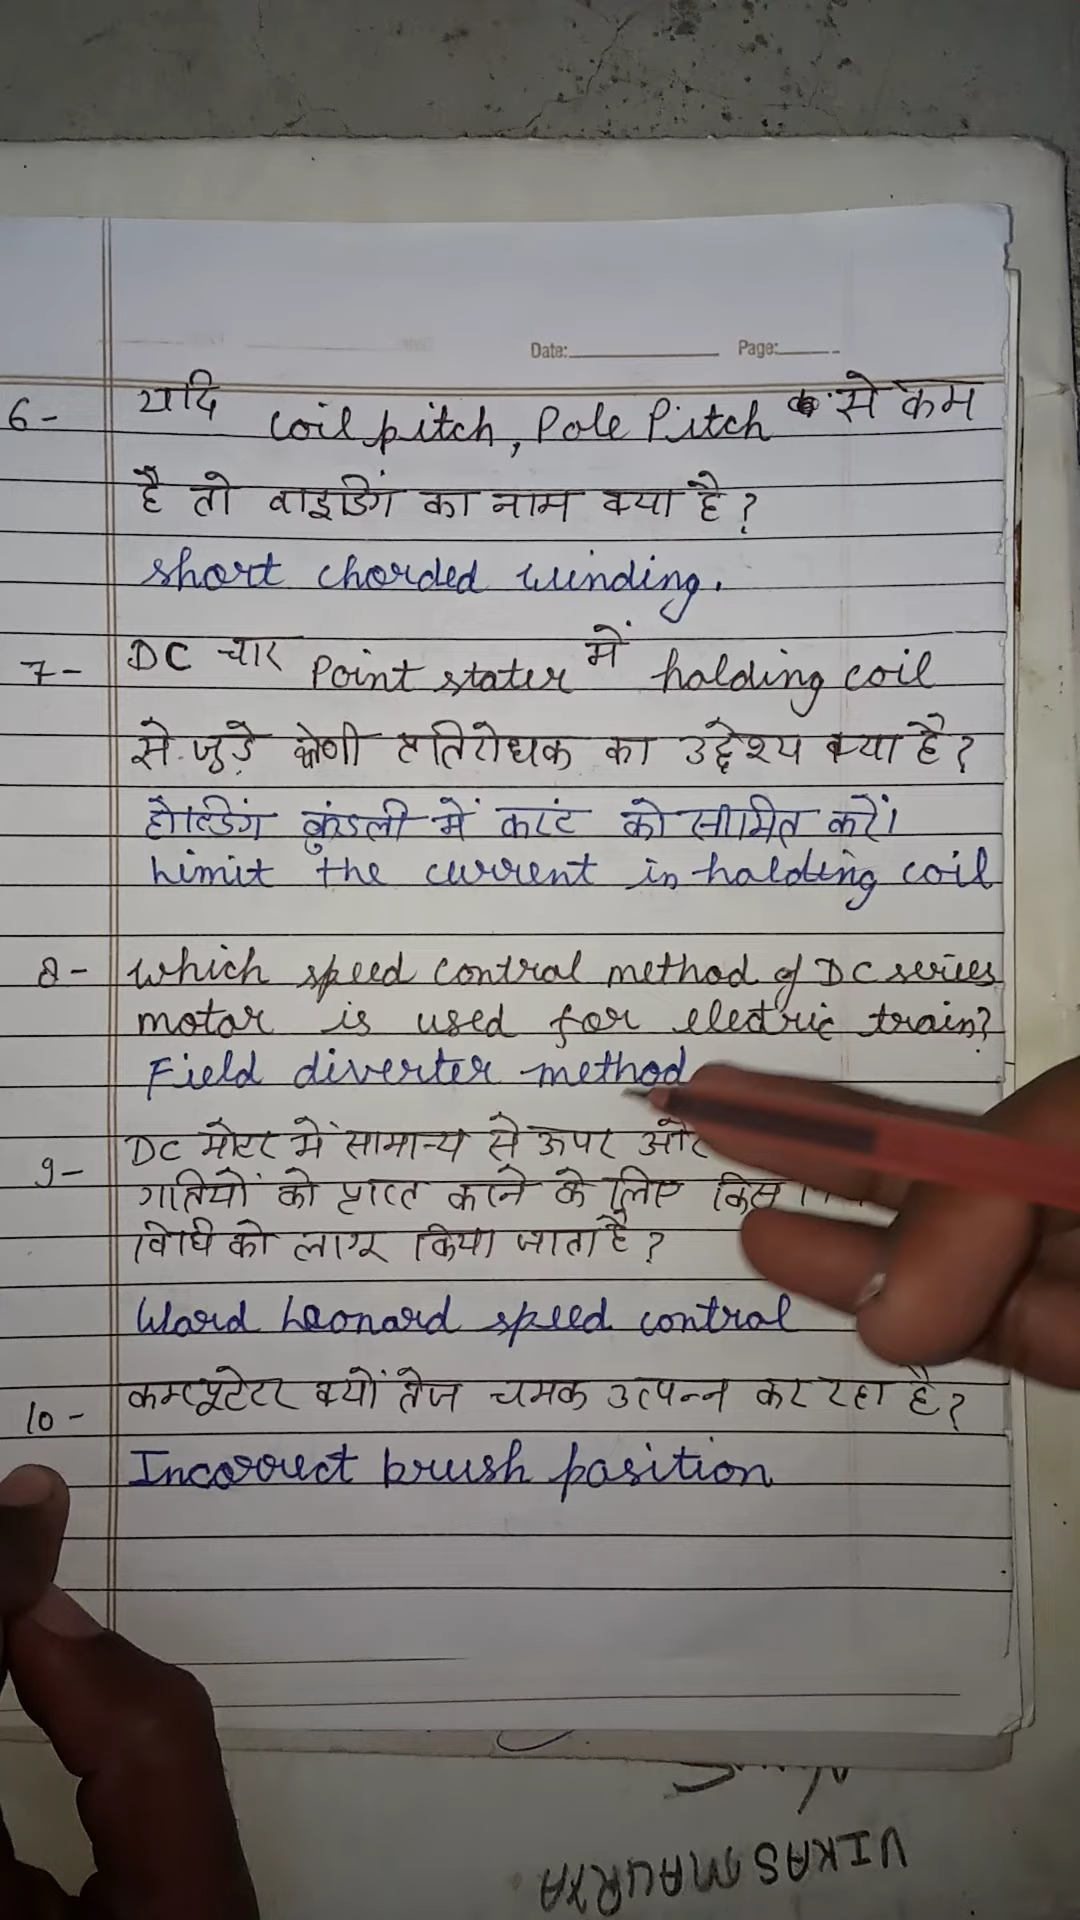 Date: Page:
6- यदि coil pitch, Pole Pitch से कम
है तो वाइडिंग का नाम क्या है?
short chorded winding.
7- DC चार Point stater में holding coil
से जुड़े श्रेणी प्रतिरोधक का उद्देश्य क्या है?
होल्डिंग कुंडली में करंट को सीमित करें।
Limit the current in holding coil
8- which speed control method of DC series
motor is used for electric train?
Field diverter method
9- DC मोटर में सामान्य से ऊपर और
गतियों को प्राप्त करने के लिए किस
विधि को लागू किया जाता है?
Ward Leonard speed control
10- कम्यूटेटर क्यों तेज चमक उत्पन्न कर रहा है?
Incorrect brush position
VIKAS MAURYA